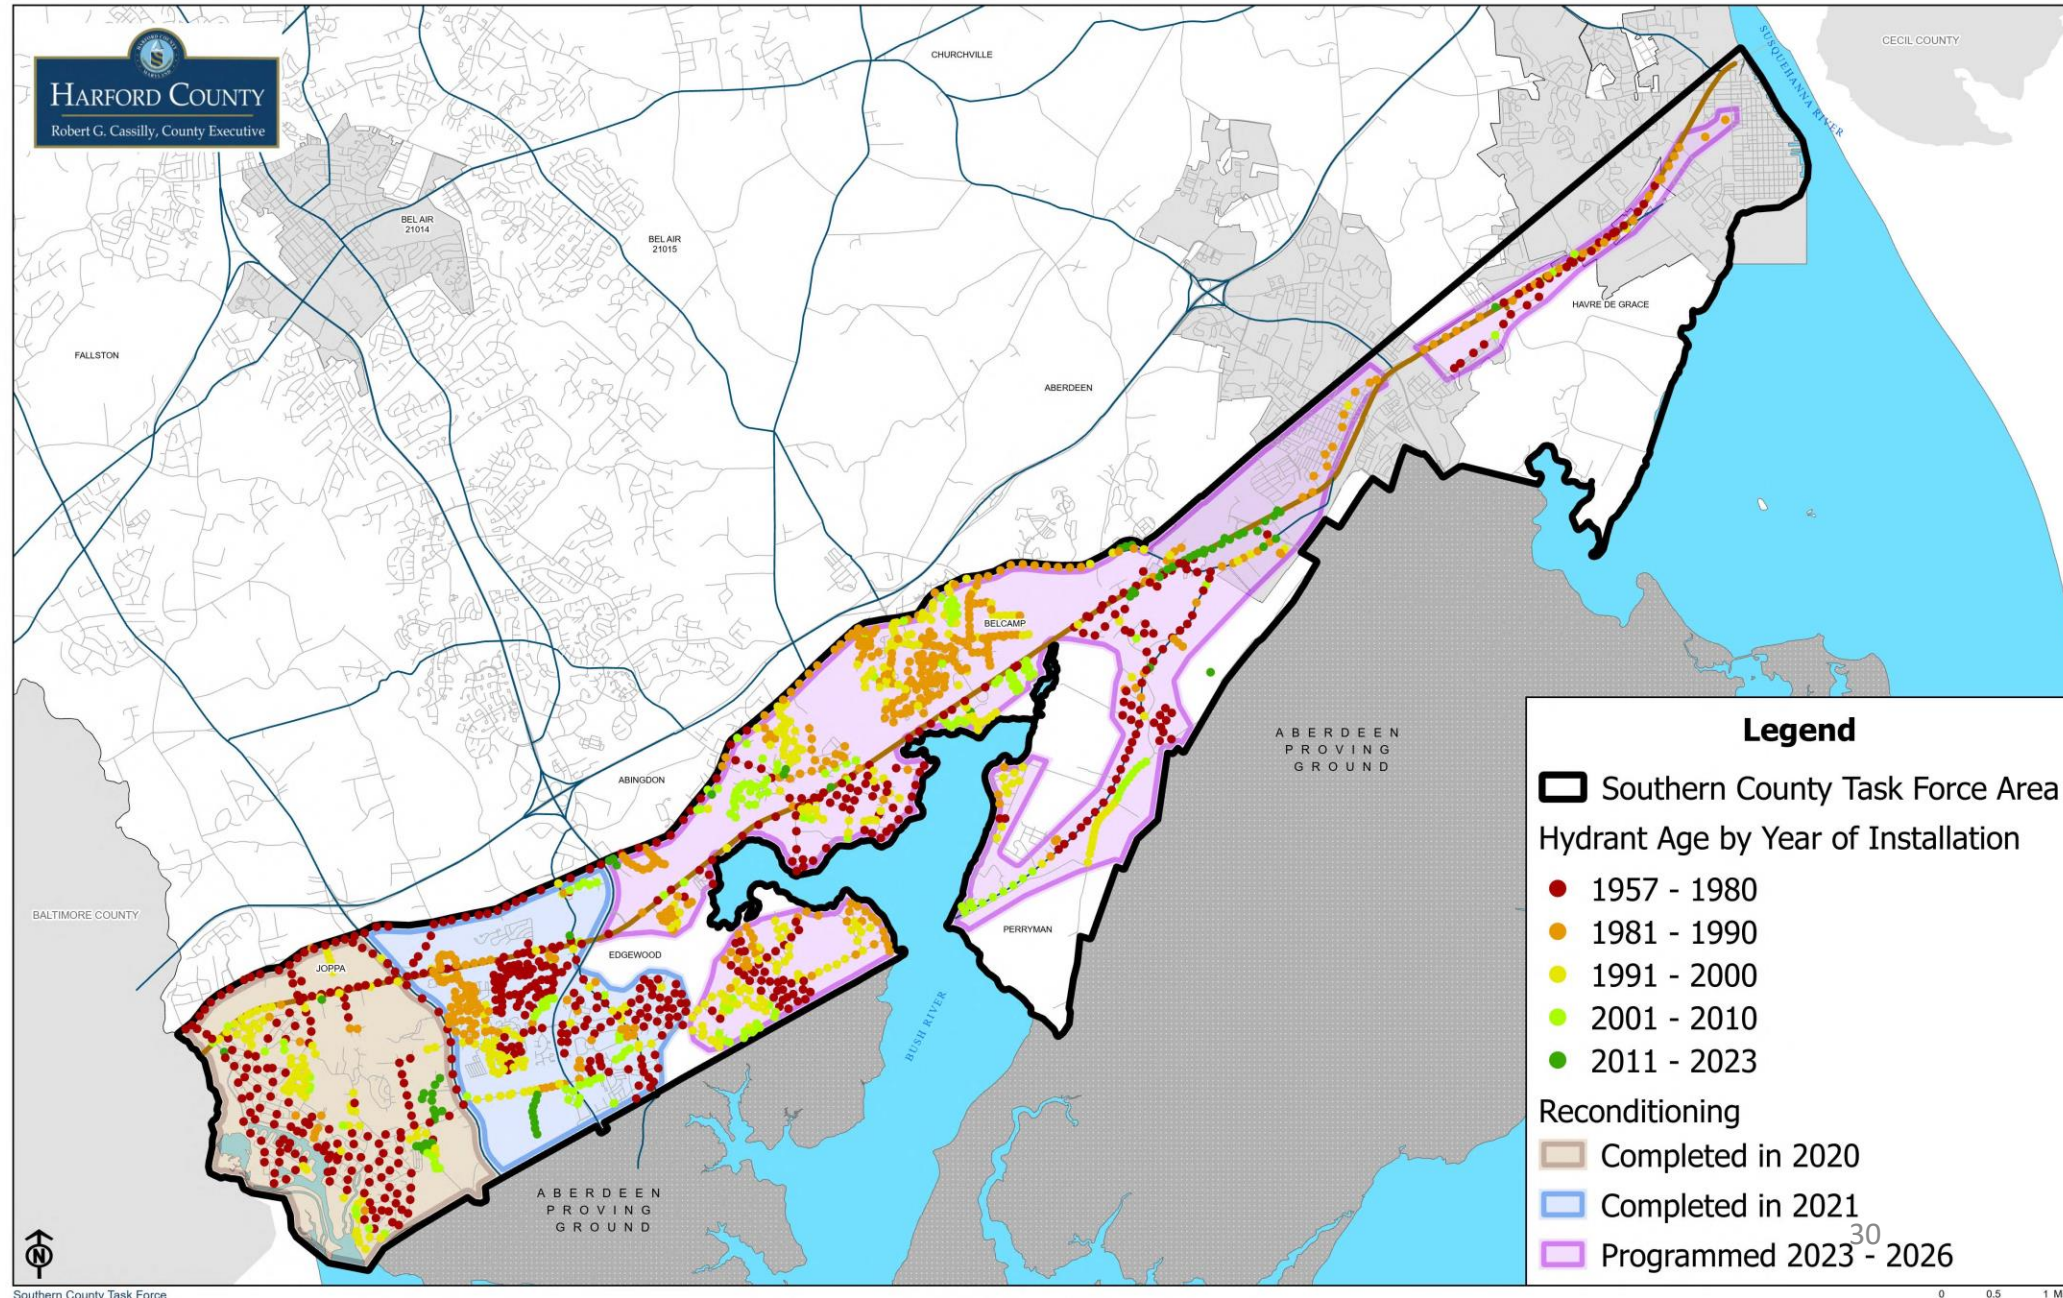 HARFORD COUNTY
Robert G. Cassilly, County Executive
CHURCHVILLE
CECIL COUNTY
SUSQUEHANNA RIVER
BEL AIR
21014
BEL AIR
21015
HAVRE DE GRACE
FALLSTON
ABERDEEN
BELCAMP
ABERDEEN
PROVING
GROUND
ABINGDON
BALTIMORE COUNTY
PERRYMAN
EDGEWOOD
JOPPA
BUSH RIVER
ABERDEEN
PROVING
GROUND
N
Legend
Southern County Task Force Area
Hydrant Age by Year of Installation
1957 - 1980
1981 - 1990
1991 - 2000
2001 - 2010
2011 - 2023
Reconditioning
Completed in 2020
Completed in 2021
30
Programmed 2023 - 2026
Southern County Task Force
0 0.5 1 M